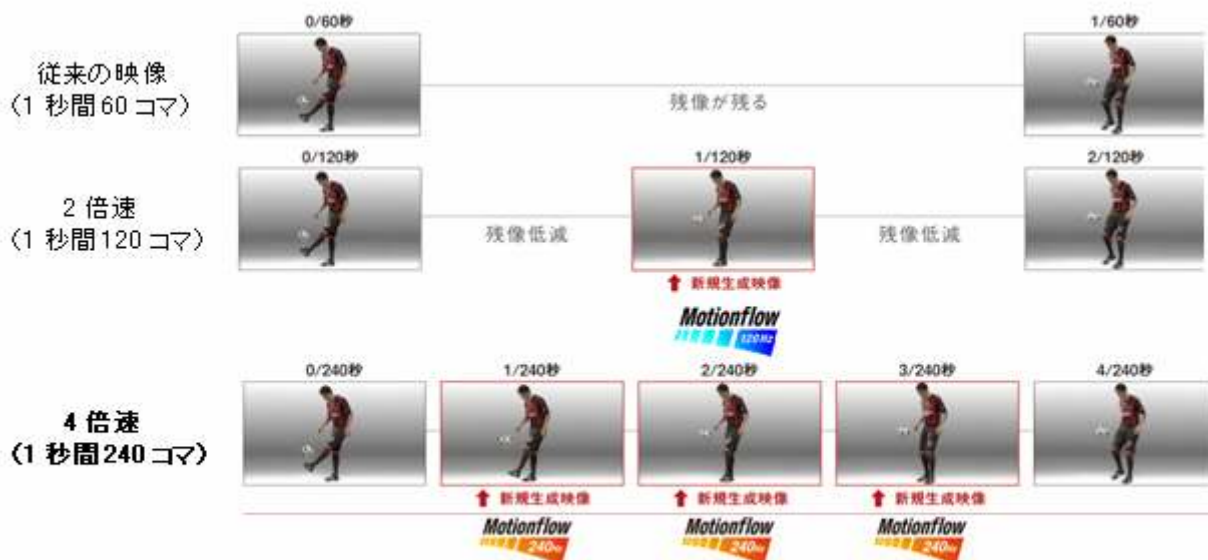 0/60秒
1/60秒
従来の映像
(1 秒間 60 コマ)
残像が残る
0/120秒
1/120秒
2/120秒
2 倍速
(1 秒間 120 コマ)
残像低減
残像低減
新規生成映像
Motionflow
120Hz
0/240秒
1/240秒
2/240秒
3/240秒
4/240秒
4 倍速
(1 秒間 240 コマ)
新規生成映像
新規生成映像
新規生成映像
Motionflow
240Hz
Motionflow
240Hz
Motionflow
240Hz